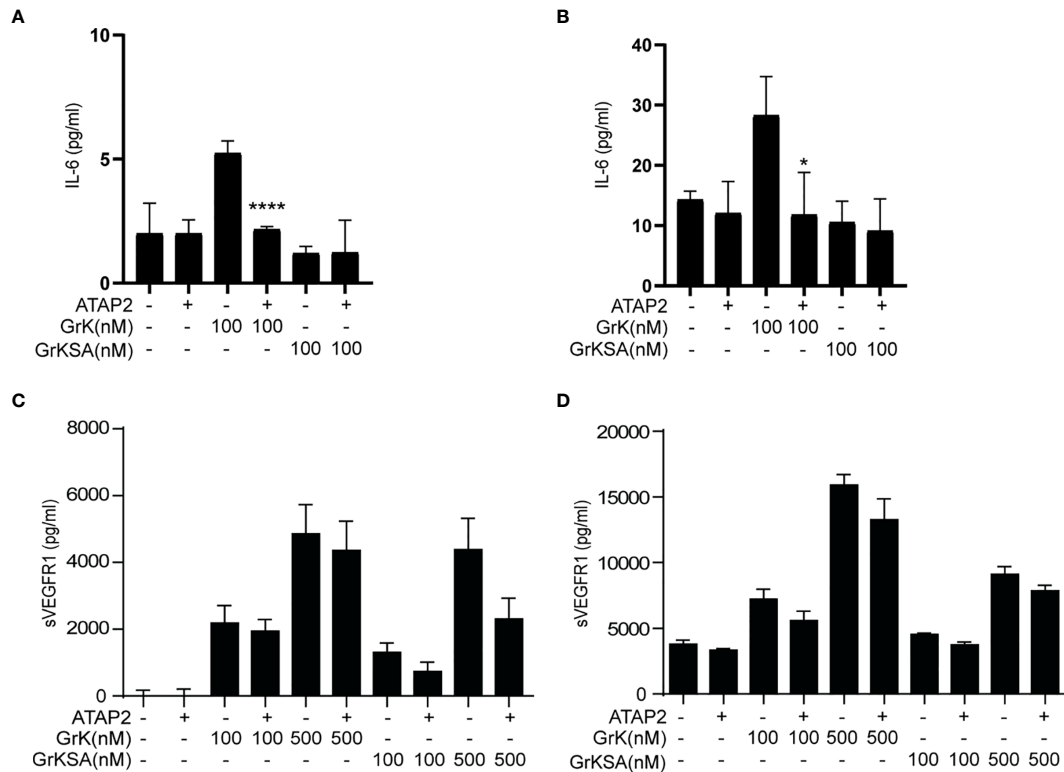 A
10
5
0
IL-6 (pg/ml)
****
ATAP2 - + - + - +
GrK(nM) - - 100 100 - -
GrKSA(nM) - - - - 100 100
B
40
30
20
10
0
IL-6 (pg/ml)
*
ATAP2 - + - + - +
GrK(nM) - - 100 100 - -
GrKSA(nM) - - - - 100 100
C
8000
6000
4000
2000
0
sVEGFR1 (pg/ml)
ATAP2 - + - + - + - + - +
GrK(nM) - - 100 100 500 500 - - - -
GrKSA(nM) - - - - - - 100 100 500 500
D
20000
15000
10000
5000
0
sVEGFR1 (pg/ml)
ATAP2 - + - + - + - + - +
GrK(nM) - - 100 100 500 500 - - - -
GrKSA(nM) - - - - - - 100 100 500 500